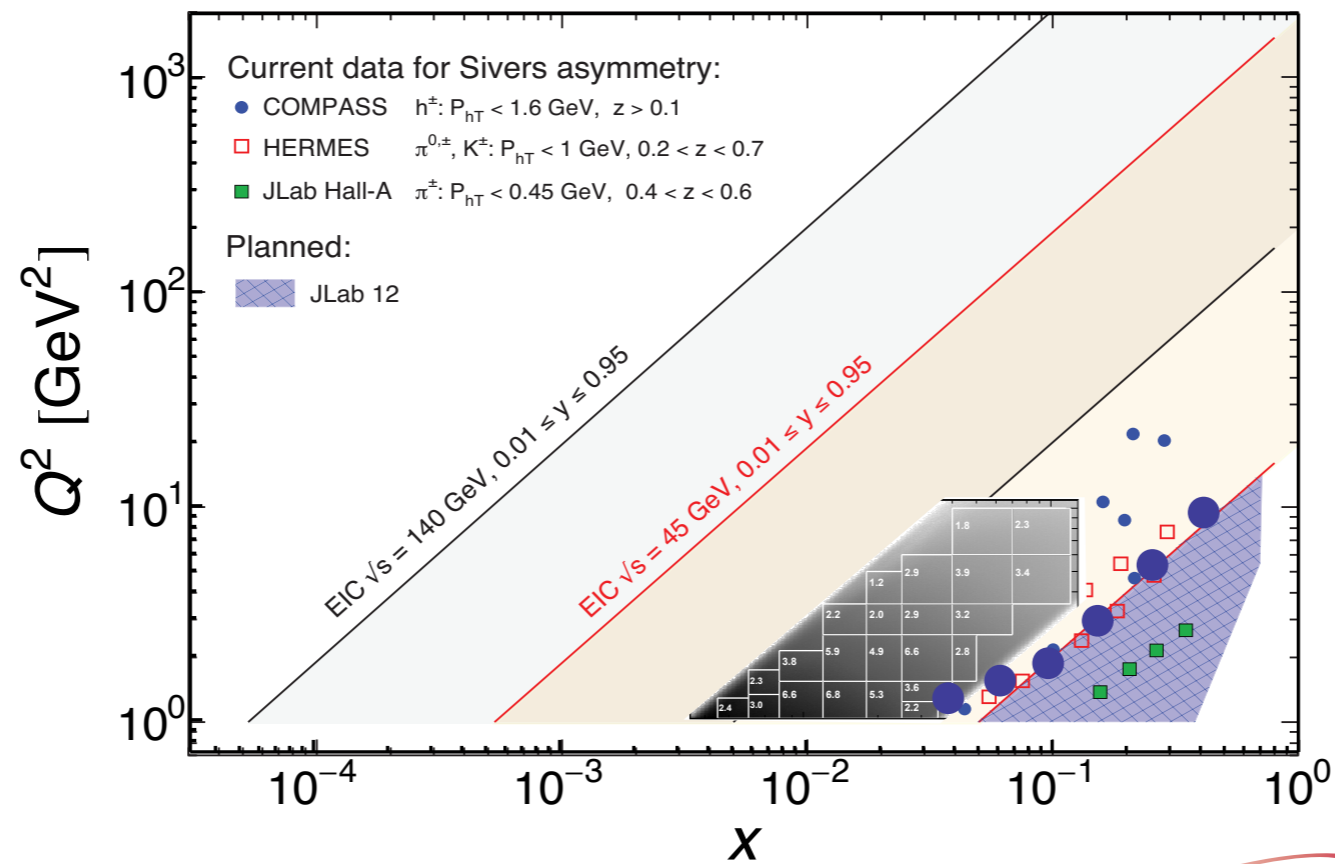 Current data for Sivers asymmetry:
COMPASS h±: PhT < 1.6 GeV, z > 0.1
HERMES π0,±, K±: PhT < 1 GeV, 0.2 < z < 0.7
JLab Hall-A π±: PhT < 0.45 GeV, 0.4 < z < 0.6
Planned:
JLab 12
EIC √s = 140 GeV, 0.01 ≤ y ≤ 0.95
EIC √s = 45 GeV, 0.01 ≤ y ≤ 0.95
Q² [GeV²]
10³
10²
10¹
10⁰
1.8 2.3
1.2 2.9 3.9 3.4
2.2 2.0 2.9 3.2
3.8 5.9 4.9 6.6 2.8
2.3
2.4 3.0 6.6 6.8 5.3 3.6
2.2
10⁻⁴ 10⁻³ 10⁻² 10⁻¹ 10⁰
x